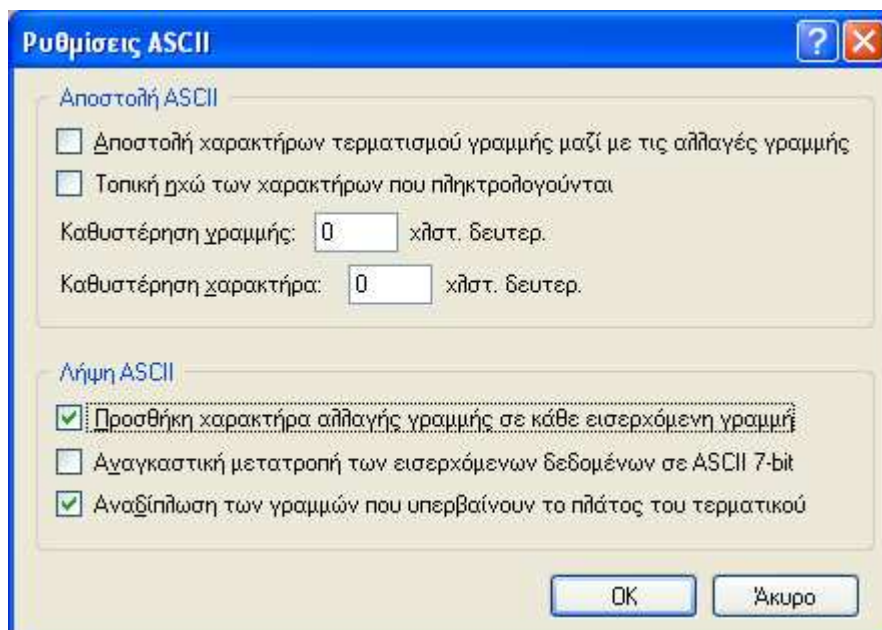 Ρυθμίσεις ASCII
Αποστολή ASCII
Αποστολή χαρακτήρων τερματισμού γραμμής μαζί με τις αλλαγές γραμμής
Τοπική ηχώ των χαρακτήρων που πληκτρολογούνται
Καθυστέρηση γραμμής: 0 χλστ. δευτερ.
Καθυστέρηση χαρακτήρα: 0 χλστ. δευτερ.
Λήψη ASCII
Προσθήκη χαρακτήρα αλλαγής γραμμής σε κάθε εισερχόμενη γραμμή
Αναγκαστική μετατροπή των εισερχόμενων δεδομένων σε ASCII 7-bit
Αναδίπλωση των γραμμών που υπερβαίνουν το πλάτος του τερματικού
OK Άκυρο